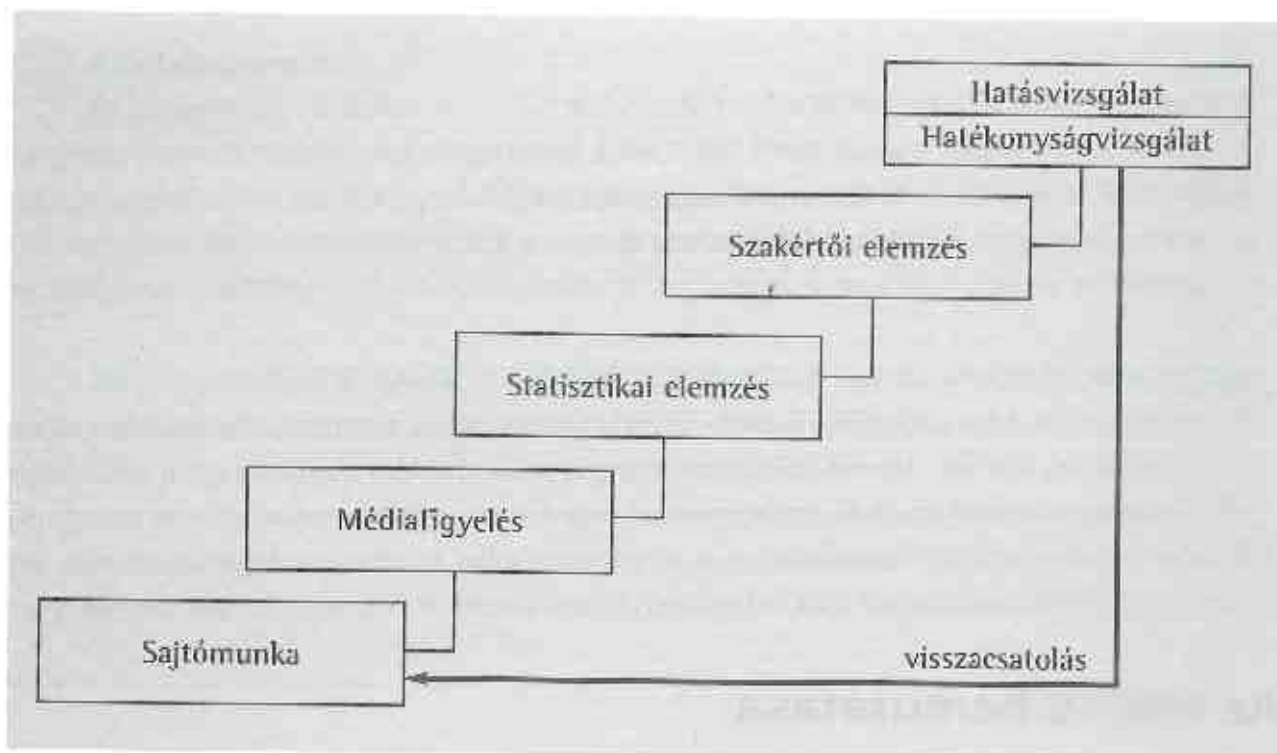 Hatásvizsgálat
Hatékonyságvizsgálat
Szakértői elemzés
Statisztikai elemzés
Médiafigyelés
Sajtómunka
visszacsatolás